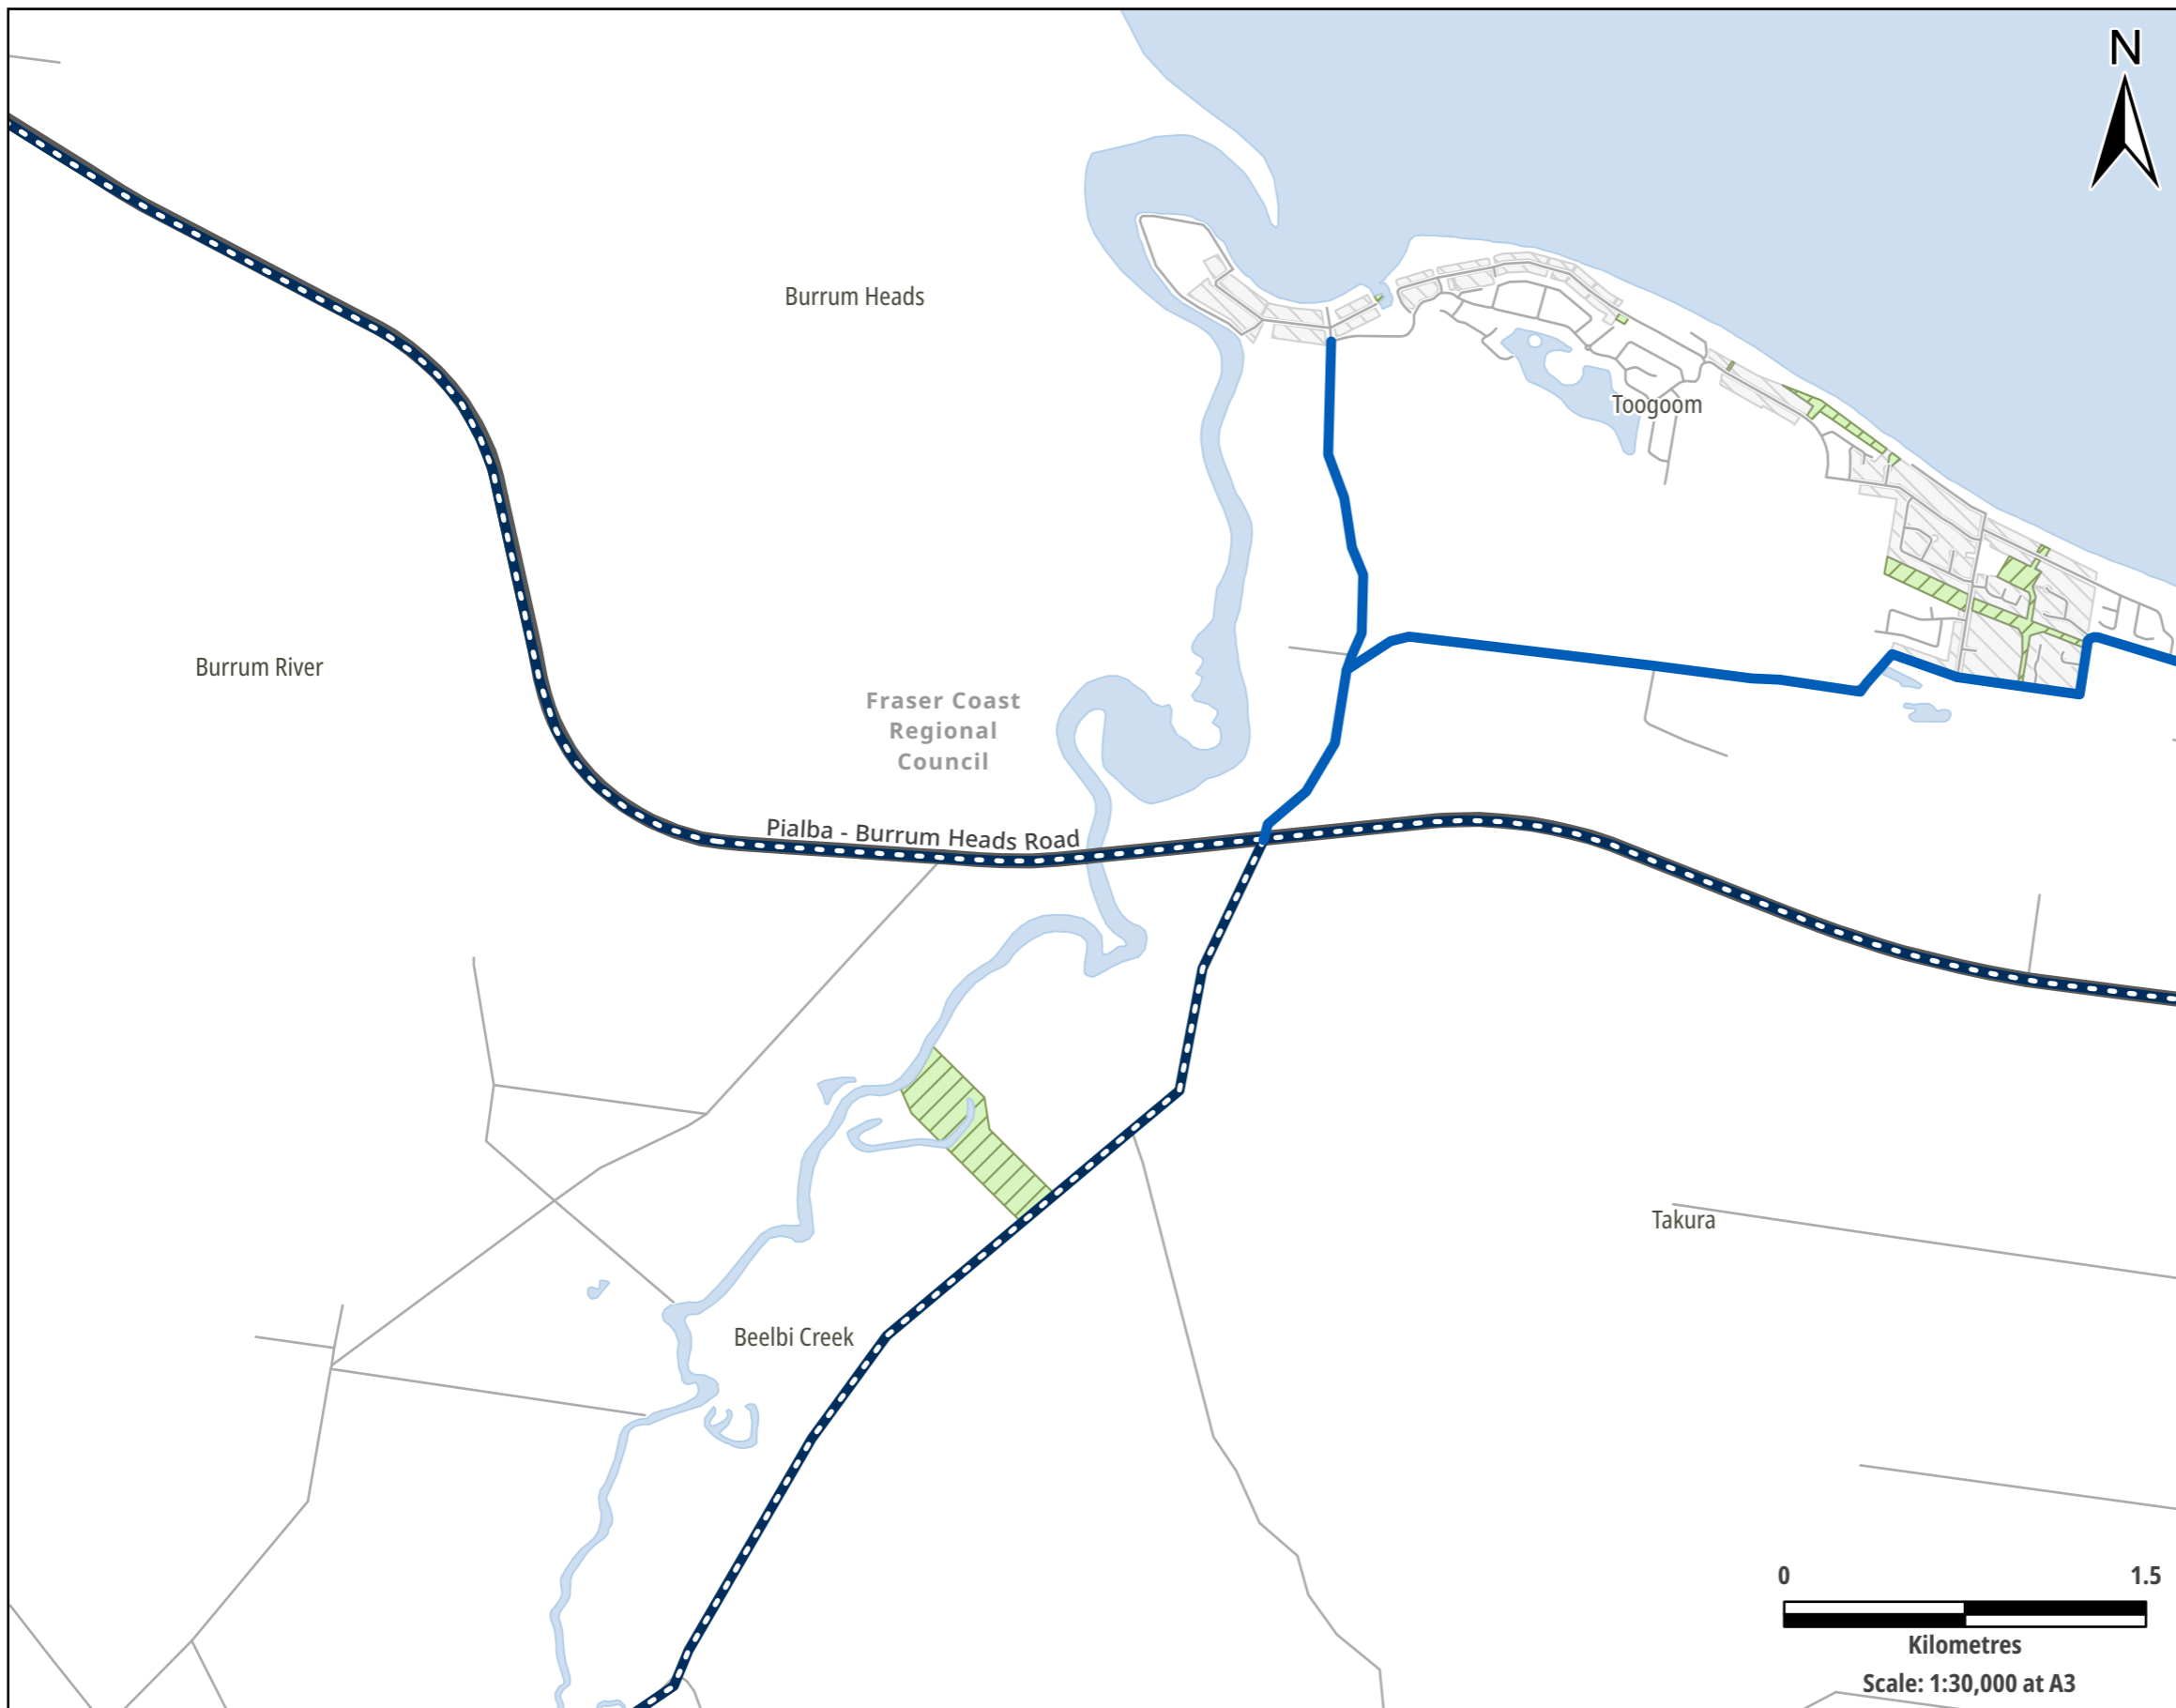 N
Burrum Heads
Toogoom
Burrum River
Fraser Coast
Regional
Council
Pialba - Burrum Heads Road
Takura
Beelbi Creek
0 1.5
Kilometres
Scale: 1:30,000 at A3